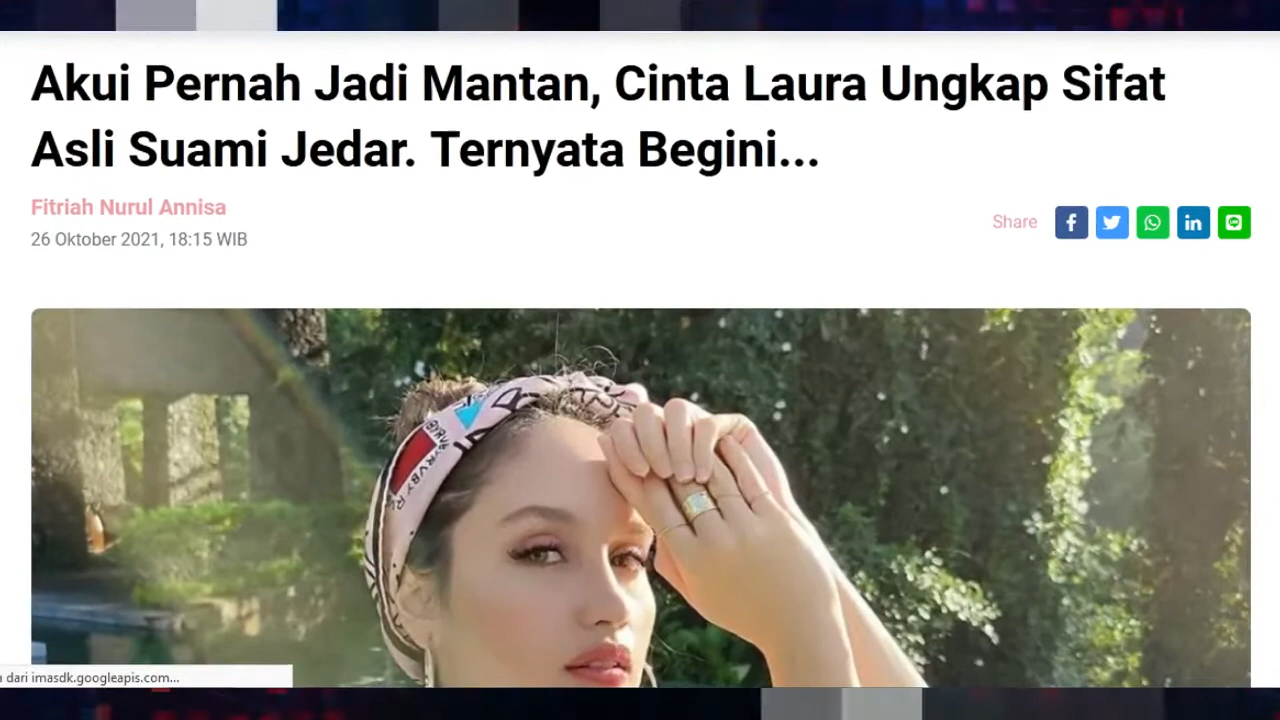 Akui Pernah Jadi Mantan, Cinta Laura Ungkap Sifat
Asli Suami Jedar. Ternyata Begini...
Fitriah Nurul Annisa
26 Oktober 2021, 18:15 WIB
Share
dari imasdk.googleapis.com...